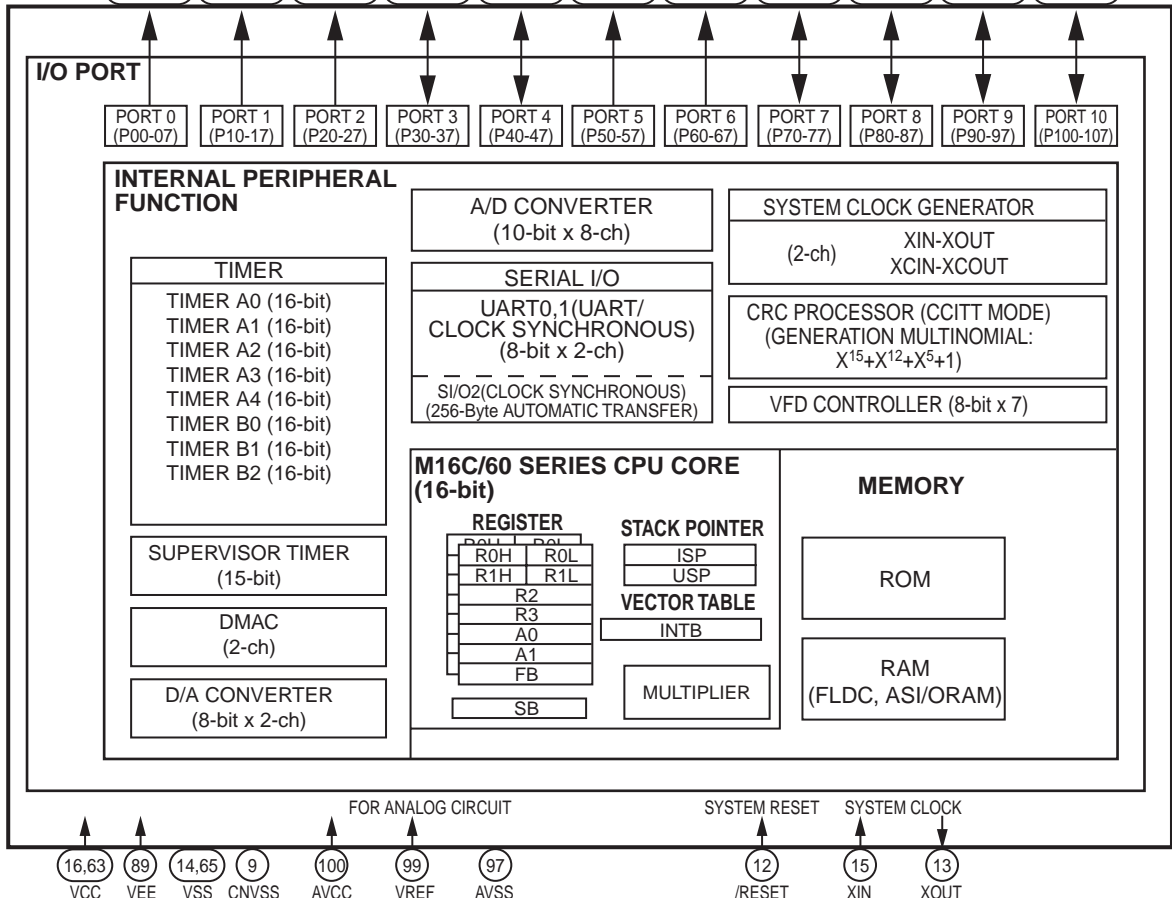 I/O PORT
PORT 0
(P00-07)
PORT 1
(P10-17)
PORT 2
(P20-27)
PORT 3
(P30-37)
PORT 4
(P40-47)
PORT 5
(P50-57)
PORT 6
(P60-67)
PORT 7
(P70-77)
PORT 8
(P80-87)
PORT 9
(P90-97)
PORT 10
(P100-107)
INTERNAL PERIPHERAL
FUNCTION
TIMER
TIMER A0 (16-bit)
TIMER A1 (16-bit)
TIMER A2 (16-bit)
TIMER A3 (16-bit)
TIMER A4 (16-bit)
TIMER B0 (16-bit)
TIMER B1 (16-bit)
TIMER B2 (16-bit)
SUPERVISOR TIMER
(15-bit)
DMAC
(2-ch)
D/A CONVERTER
(8-bit x 2-ch)
A/D CONVERTER
(10-bit x 8-ch)
SERIAL I/O
UART0,1(UART/
CLOCK SYNCHRONOUS)
(8-bit x 2-ch)
SI/O2(CLOCK SYNCHRONOUS)
(256-Byte AUTOMATIC TRANSFER)
SYSTEM CLOCK GENERATOR
(2-ch)
XIN-XOUT
XCIN-XCOUT
CRC PROCESSOR (CCITT MODE)
(GENERATION MULTINOMIAL:
X¹⁵+X¹²+X⁵+1)
VFD CONTROLLER (8-bit x 7)
M16C/60 SERIES CPU CORE
(16-bit)
REGISTER
R0H R0L
R0H R0L
R1H R1L
R2
R3
A0
A1
FB
SB
STACK POINTER
ISP
USP
VECTOR TABLE
INTB
MULTIPLIER
MEMORY
ROM
RAM
(FLDC, ASI/ORAM)
FOR ANALOG CIRCUIT
SYSTEM RESET
SYSTEM CLOCK
16,63
89
14,65
9
100
99
97
12
15
13
VCC
VEE
VSS
CNVSS
AVCC
VREF
AVSS
/RESET
XIN
XOUT